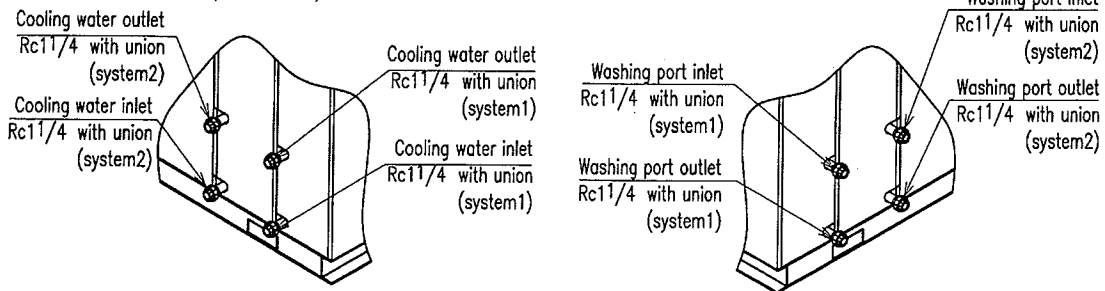 Cooling water outlet
Rc1 1/4 with union
(system2)
Cooling water inlet
Rc1 1/4 with union
(system2)
Cooling water outlet
Rc1 1/4 with union
(system1)
Cooling water inlet
Rc1 1/4 with union
(system1)
Washing port inlet
Rc1 1/4 with union
(system1)
Washing port outlet
Rc1 1/4 with union
(system1)
Washing port inlet
Rc1 1/4 with union
(system2)
Washing port outlet
Rc1 1/4 with union
(system2)